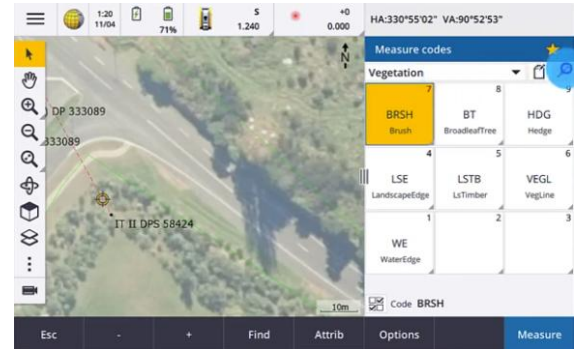 1:20
11/04
71%
S
1.240
+0
0.000
HA:330°55'02" VA:90°52'53"
N
) DP 333089
333089
IT II DPS 58424
10m
Measure codes
Vegetation
7
BRSH
Brush
8
BT
BroadleafTree
9
HDG
Hedge
4
LSE
LandscapeEdge
5
LSTB
LsTimber
6
VEGL
VegLine
1
WE
WaterEdge
2
3
Code BRSH
Esc - + Find Attrib Options Measure